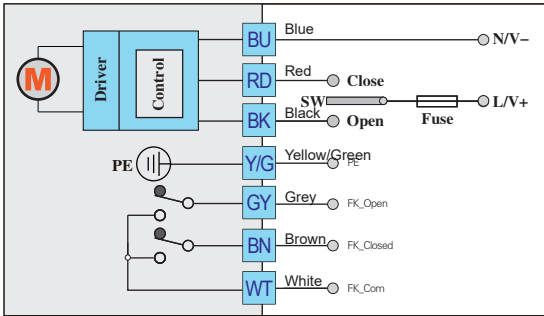 BU Blue N/V−
M Driver Control
RD Red Close
SW Fuse L/V+
BK Black Open
PE Y/G Yellow/Green PE
GY Grey FK_Open
BN Brown FK_Closed
WT White FK_Com